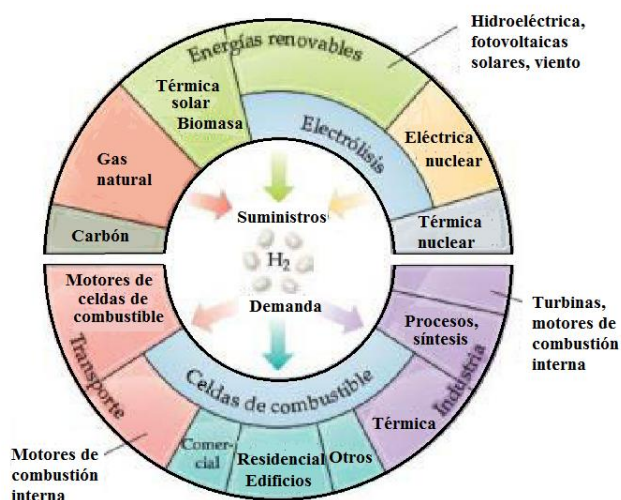 Hidroeléctrica,
fotovoltaicas
solares, viento
Energías renovables
Térmica
solar
Biomasa
Electrólisis
Eléctrica
nuclear
Gas
natural
Térmica
nuclear
Carbón
Suministros
H₂
Demanda
Motores de
celdas de
combustible
Transporte
Celdas de combustible
Procesos,
síntesis
Industria
Térmica
Turbinas,
motores de
combustión
interna
Motores de
combustión
interna
Comer-
cial
Residencial
Edificios
Otros